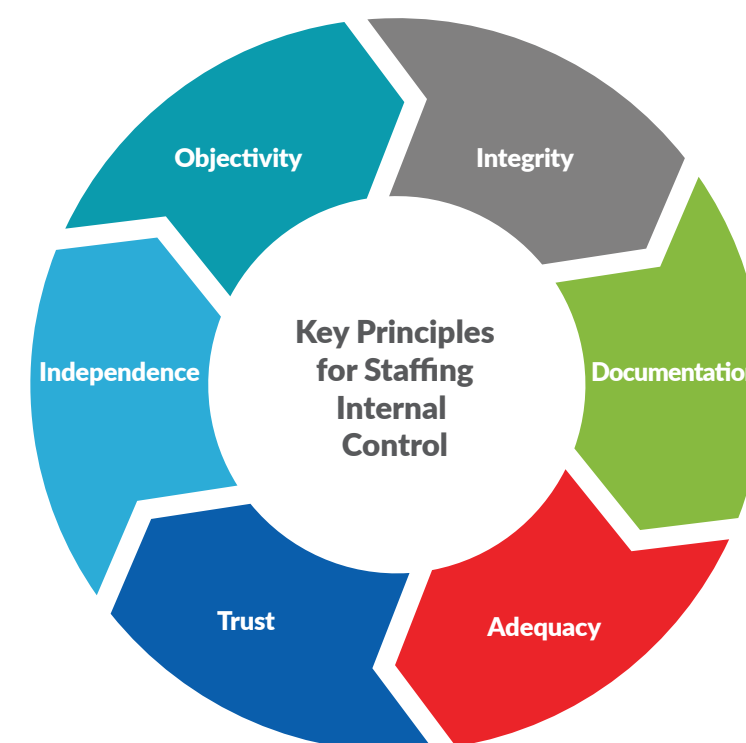 Objectivity
Integrity
Key Principles
for Staffing
Internal
Control
Independence
Documentatio
Trust
Adequacy